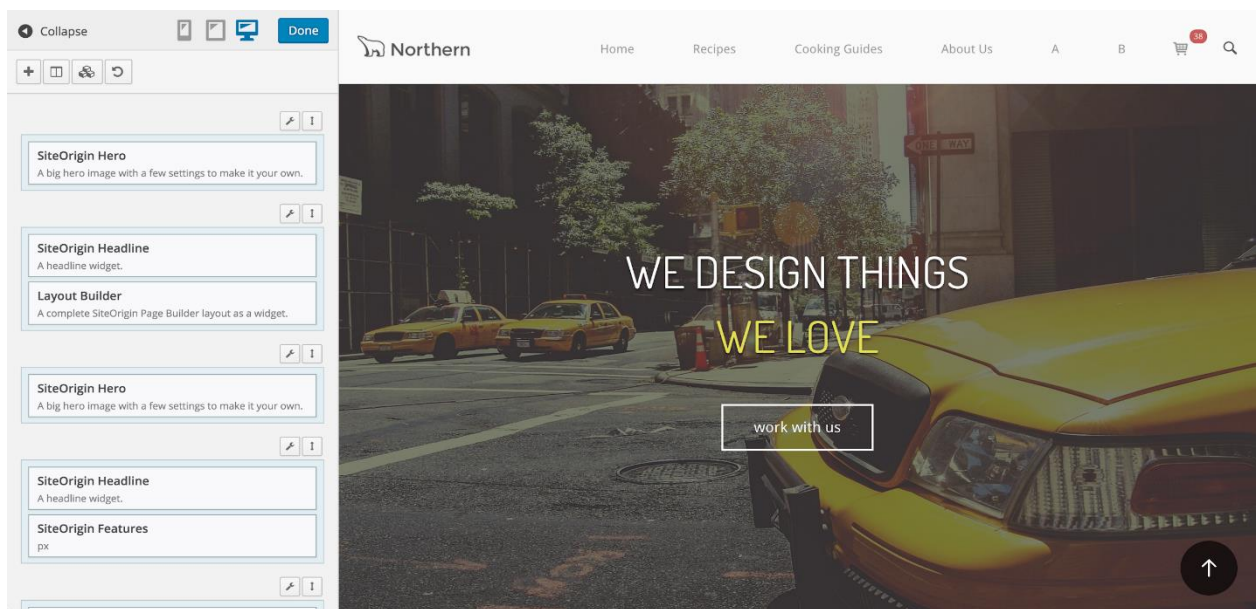 Collapse
Done
SiteOrigin Hero
A big hero image with a few settings to make it your own.
SiteOrigin Headline
A headline widget.
Layout Builder
A complete SiteOrigin Page Builder layout as a widget.
SiteOrigin Hero
A big hero image with a few settings to make it your own.
SiteOrigin Headline
A headline widget.
SiteOrigin Features
px
Northern
Home Recipes Cooking Guides About Us A B 38
ONE WAY
WE DESIGN THINGS
WE LOVE
work with us